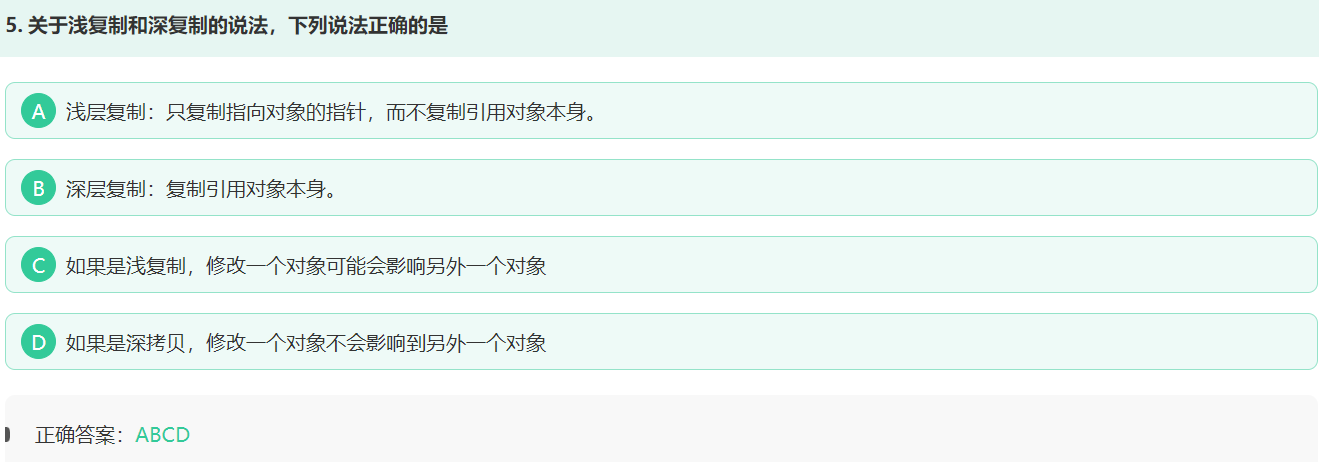 5. 关于浅复制和深复制的说法，下列说法正确的是
A 浅层复制：只复制指向对象的指针，而不复制引用对象本身。
B 深层复制：复制引用对象本身。
C 如果是浅复制，修改一个对象可能会影响另外一个对象
D 如果是深拷贝，修改一个对象不会影响到另外一个对象
正确答案：ABCD